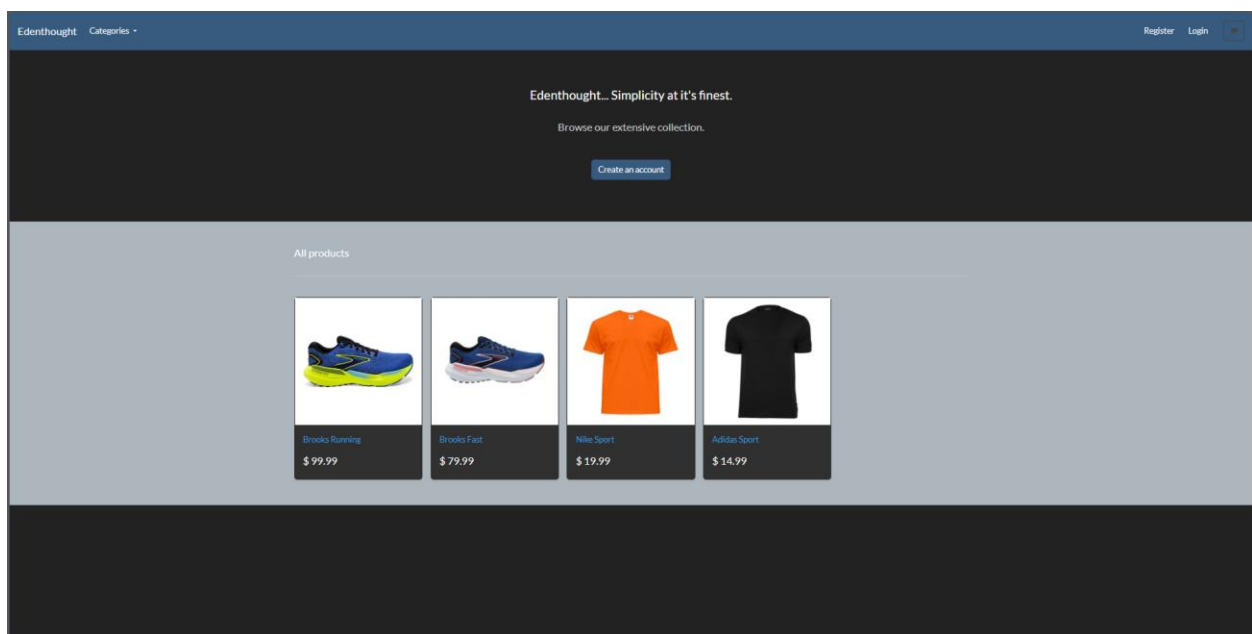 Edenthought Categories Register Login
Edenthought... Simplicity at it's finest.
Browse our extensive collection.
Create an account
All products
Brooks Running Brooks Fast Nike Sport Adidas Sport
$ 99.99 $ 79.99 $ 19.99 $ 14.99